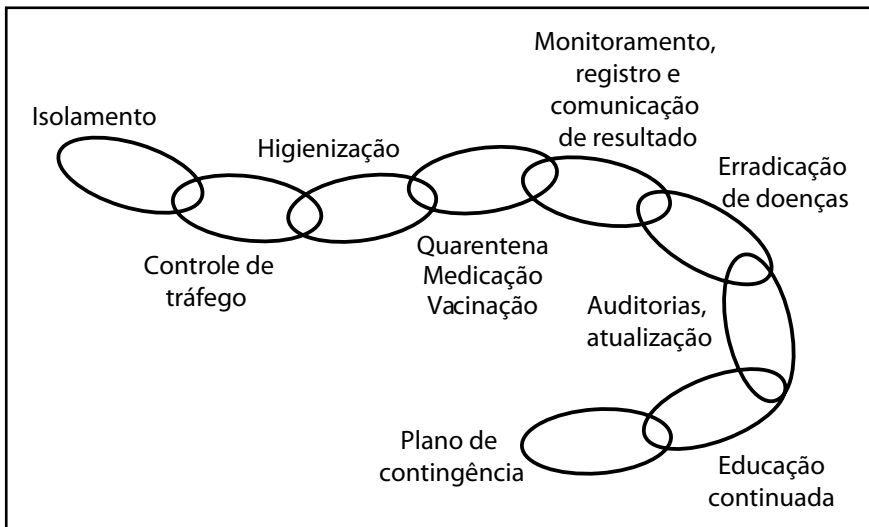 Isolamento
Controle de
tráfego
Higienização
Quarentena
Medicação
Vacinação
Monitoramento,
registro e
comunicação
de resultado
Erradicação
de doenças
Auditorias,
atualização
Educação
continuada
Plano de
contingência